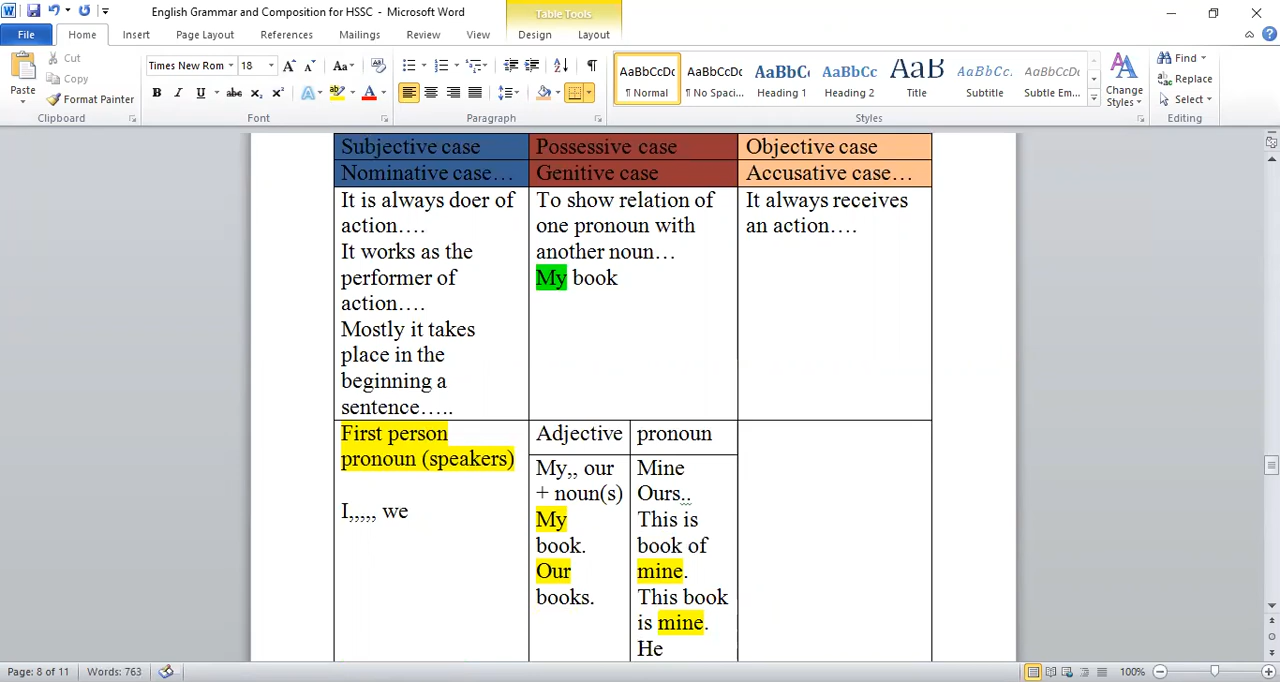 English Grammar and Composition for HSSC - Microsoft Word
Table Tools
File Home Insert Page Layout References Mailings Review View Design Layout
Paste
Cut
Copy
Format Painter
Clipboard
Times New Rom 18
Font
Paragraph
AaBbCcDc AaBbCcDc AaBbCc AaBbCc AaB AaBbCc. AaBbCcDc
¶ Normal ¶ No Spaci... Heading 1 Heading 2 Title Subtitle Subtle Em...
Styles
Change
Styles
Find
Replace
Select
Editing
Subjective case
Nominative case…
It is always doer of
action….
It works as the
performer of
action….
Mostly it takes
place in the
beginning a
sentence…..
Possessive case
Genitive case
To show relation of
one pronoun with
another noun…
My book
Objective case
Accusative case…
It always receives
an action….
First person
pronoun (speakers)
I,,,,, we
Adjective
My,, our
+ noun(s)
My
book.
Our
books.
pronoun
Mine
Ours..
This is
book of
mine.
This book
is mine.
He
Page: 8 of 11 Words: 763
100%